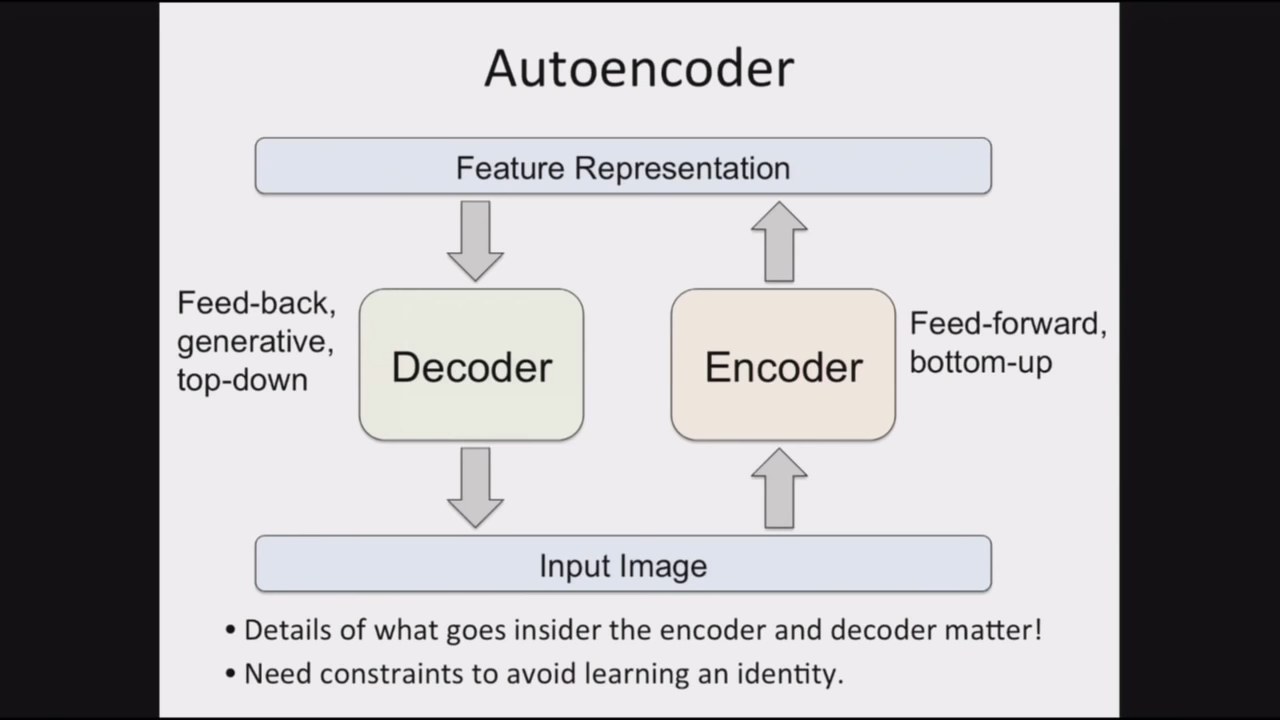 Autoencoder
Feature Representation
Feed-back,
generative,
top-down
Decoder
Encoder
Feed-forward,
bottom-up
Input Image
• Details of what goes insider the encoder and decoder matter!
• Need constraints to avoid learning an identity.